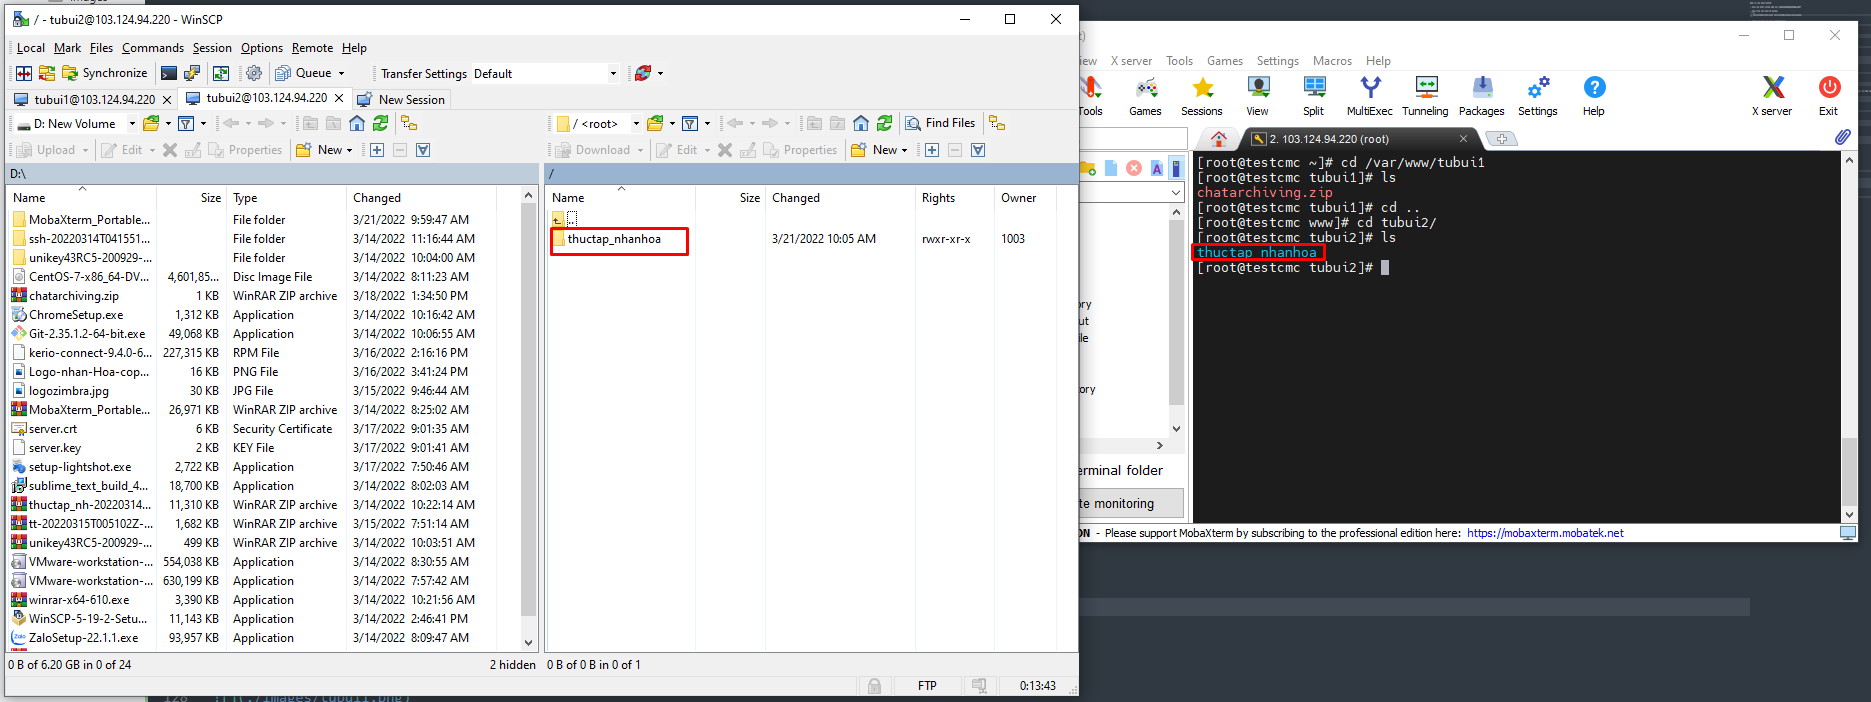 / - tubui2@103.124.94.220 - WinSCP
Local Mark Files Commands Session Options Remote Help
Synchronize Queue Transfer Settings Default
tubui1@103.124.94.220 tubui2@103.124.94.220 New Session
D: New Volume / <root> Find Files
Upload Edit Properties New Download Edit Properties New
D:\ /
Name Size Type Changed
MobaXterm_Portable... File folder 3/21/2022 9:59:47 AM
ssh-20220314T041551... File folder 3/14/2022 11:16:44 AM
unikey43RC5-200929-... File folder 3/14/2022 10:04:00 AM
CentOS-7-x86_64-DV... 4,601,85... Disc Image File 3/14/2022 8:11:23 AM
chatarchiving.zip 1 KB WinRAR ZIP archive 3/18/2022 1:34:50 PM
ChromeSetup.exe 1,312 KB Application 3/14/2022 10:16:42 AM
Git-2.35.1.2-64-bit.exe 49,068 KB Application 3/14/2022 10:06:55 AM
kerio-connect-9.4.0-6... 227,315 KB RPM File 3/16/2022 2:16:16 PM
Logo-nhan-Hoa-cop... 16 KB PNG File 3/16/2022 3:41:24 PM
logozimbra.jpg 30 KB JPG File 3/15/2022 9:46:44 AM
MobaXterm_Portable... 26,971 KB WinRAR ZIP archive 3/14/2022 8:25:02 AM
server.crt 6 KB Security Certificate 3/17/2022 9:01:35 AM
server.key 2 KB KEY File 3/17/2022 9:01:41 AM
setup-lightshot.exe 2,722 KB Application 3/17/2022 7:50:46 AM
sublime_text_build_4... 18,700 KB Application 3/14/2022 8:02:03 AM
thuctap_nh-20220314... 11,310 KB WinRAR ZIP archive 3/14/2022 10:22:14 AM
tt-20220315T005102Z-... 1,682 KB WinRAR ZIP archive 3/15/2022 7:51:14 AM
unikey43RC5-200929-... 499 KB WinRAR ZIP archive 3/14/2022 10:03:51 AM
VMware-workstation-... 554,038 KB Application 3/14/2022 8:30:55 AM
VMware-workstation-... 630,199 KB Application 3/14/2022 7:57:42 AM
winrar-x64-610.exe 3,390 KB Application 3/14/2022 10:21:56 AM
WinSCP-5-19-2-Setu... 11,143 KB Application 3/14/2022 2:46:41 PM
ZaloSetup-22.1.1.exe 93,957 KB Application 3/14/2022 8:09:47 AM
0 B of 6.20 GB in 0 of 24 2 hidden
Name Size Changed Rights Owner
..
thuctap_nhanhoa 3/21/2022 10:05 AM rwxr-xr-x 1003
0 B of 0 B in 0 of 1
FTP 0:13:43
iew X server Tools Games Settings Macros Help
Tools Games Sessions View Split MultiExec Tunneling Packages Settings Help X server Exit
2. 103.124.94.220 (root)
[root@testcmc ~]# cd /var/www/tubui1
[root@testcmc tubui1]# ls
chatarchiving.zip
[root@testcmc tubui1]# cd ..
[root@testcmc www]# cd tubui2/
[root@testcmc tubui2]# ls
thuctap_nhanhoa
[root@testcmc tubui2]#
ory
ut
le
ory
erminal folder
te monitoring
ON - Please support MobaXterm by subscribing to the professional edition here: https://mobaxterm.mobatek.net